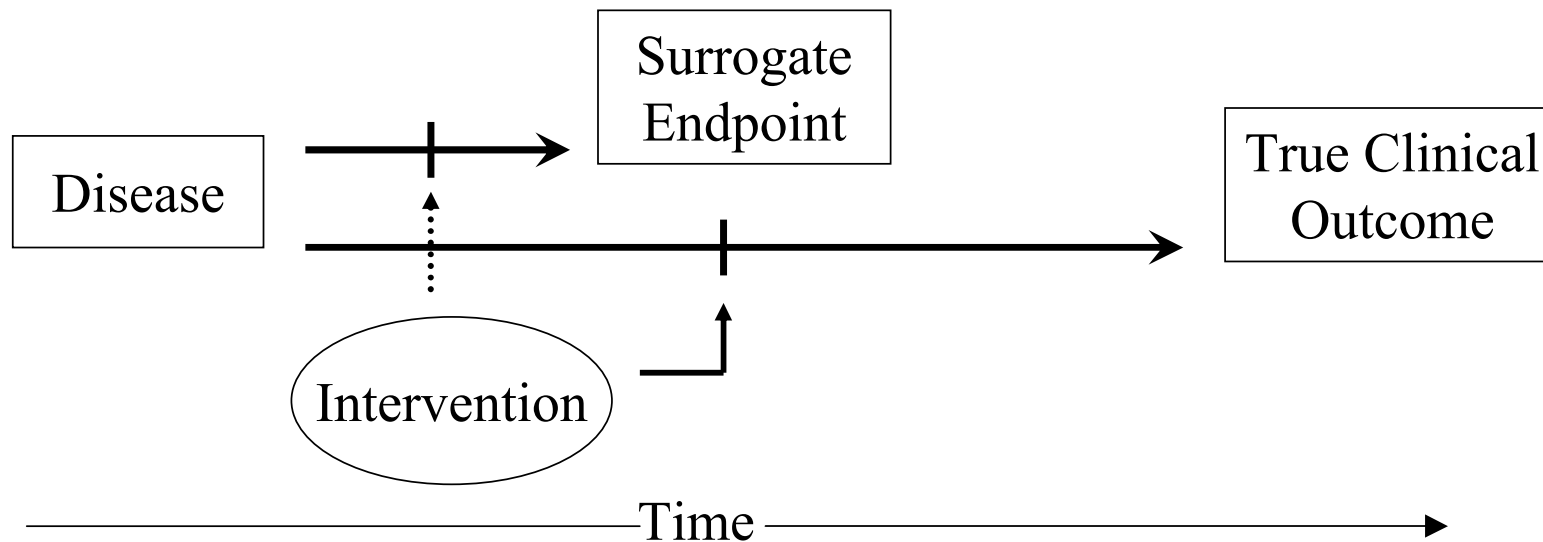 Surrogate
Endpoint
Disease
True Clinical
Outcome
Intervention
Time